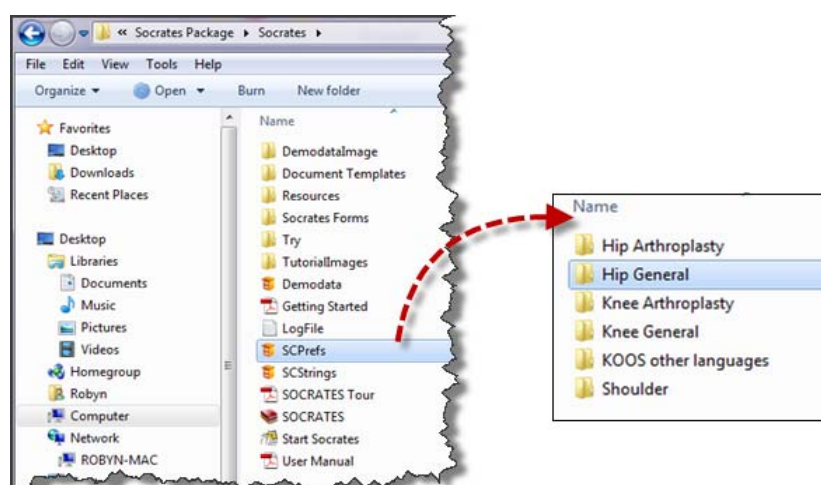 « Socrates Package ▸ Socrates ▸
File Edit View Tools Help
Organize ▾ Open ▾ Burn New folder
Favorites
Desktop
Downloads
Recent Places
Desktop
Libraries
Documents
Music
Pictures
Videos
Homegroup
Robyn
Computer
Network
ROBYN-MAC
Name
DemodataImage
Document Templates
Resources
Socrates Forms
Try
TutorialImages
Demodata
Getting Started
LogFile
SCPrefs
SCStrings
SOCRATES Tour
SOCRATES
Start Socrates
User Manual
Name
Hip Arthroplasty
Hip General
Knee Arthroplasty
Knee General
KOOS other languages
Shoulder